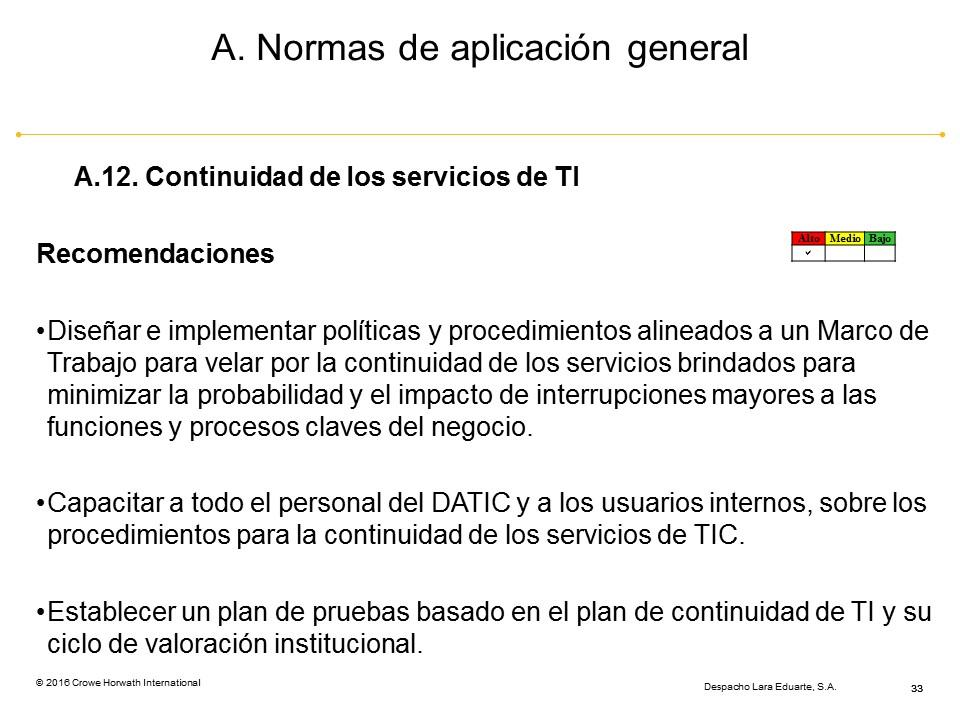 A. Normas de aplicación general
A.12. Continuidad de los servicios de TI
Recomendaciones
Alto Medio Bajo
✓
•Diseñar e implementar políticas y procedimientos alineados a un Marco de
Trabajo para velar por la continuidad de los servicios brindados para
minimizar la probabilidad y el impacto de interrupciones mayores a las
funciones y procesos claves del negocio.
•Capacitar a todo el personal del DATIC y a los usuarios internos, sobre los
procedimientos para la continuidad de los servicios de TIC.
•Establecer un plan de pruebas basado en el plan de continuidad de TI y su
ciclo de valoración institucional.
© 2016 Crowe Horwath International
Despacho Lara Eduarte, S.A.
33